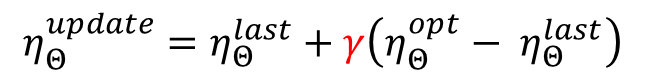 η_Θ^update = η_Θ^last + γ(η_Θ^opt − η_Θ^last)